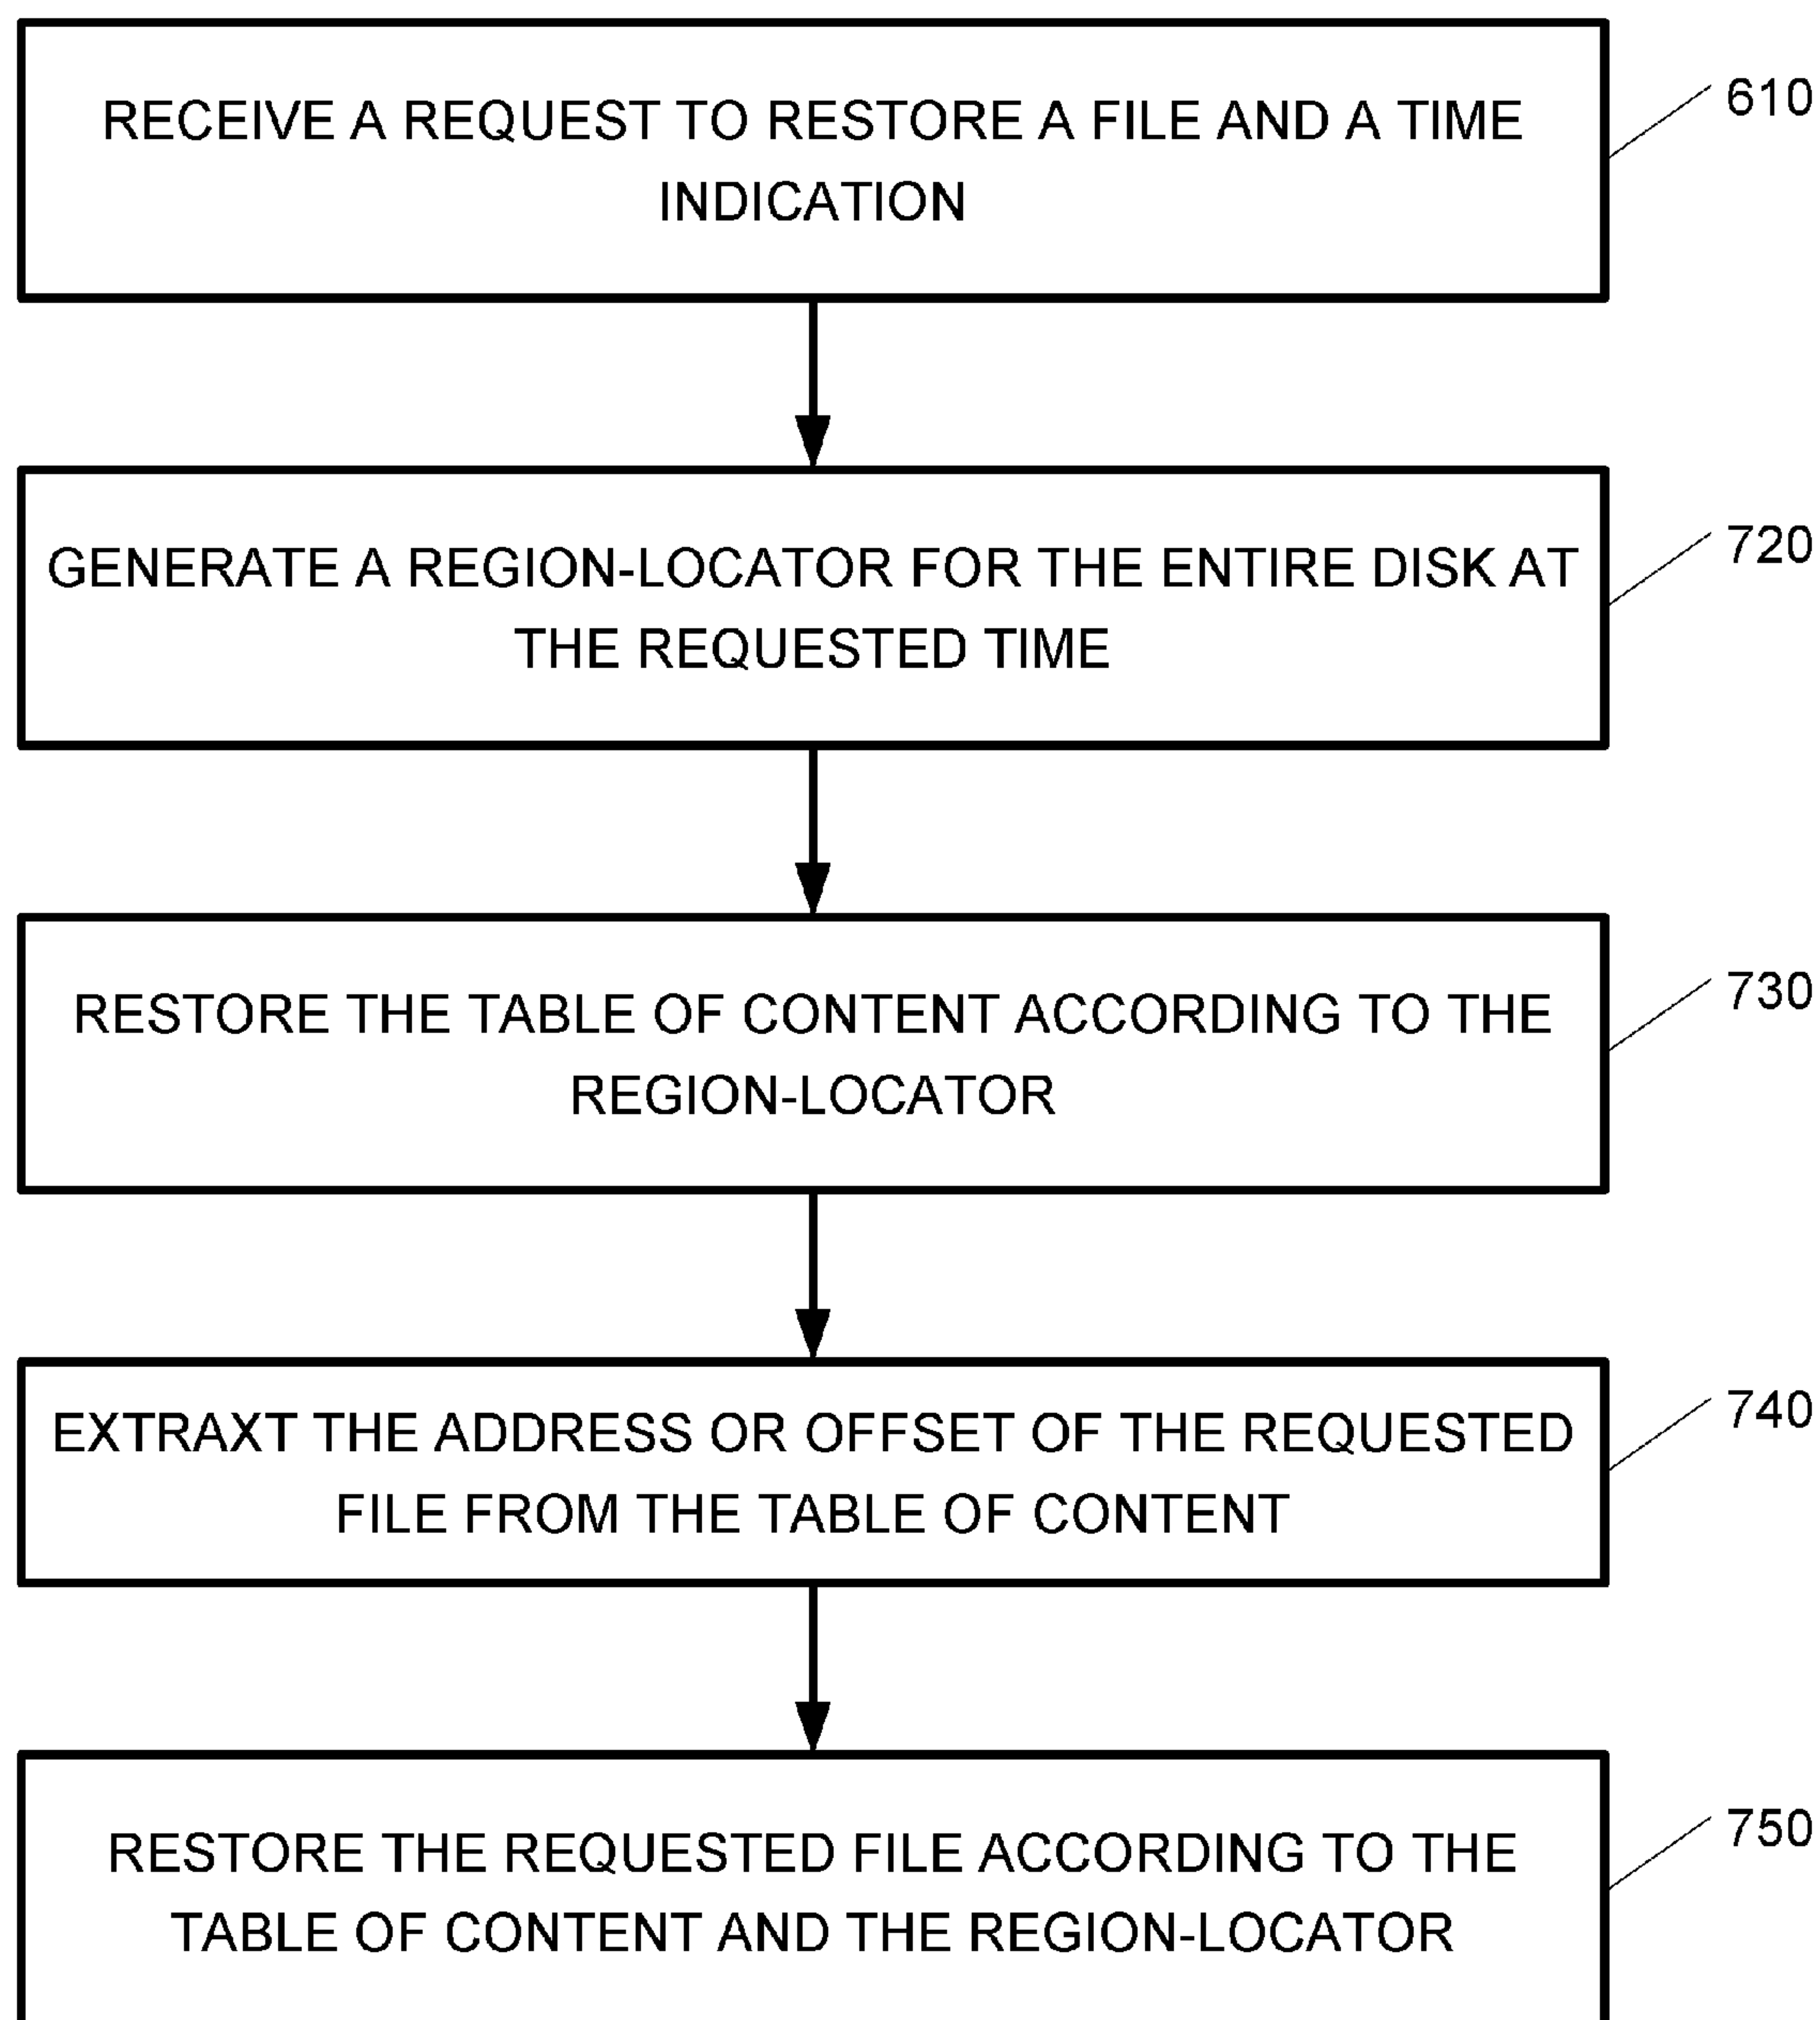 RECEIVE A REQUEST TO RESTORE A FILE AND A TIME
INDICATION
610
GENERATE A REGION-LOCATOR FOR THE ENTIRE DISK AT
THE REQUESTED TIME
720
RESTORE THE TABLE OF CONTENT ACCORDING TO THE
REGION-LOCATOR
730
EXTRAXT THE ADDRESS OR OFFSET OF THE REQUESTED
FILE FROM THE TABLE OF CONTENT
740
RESTORE THE REQUESTED FILE ACCORDING TO THE
TABLE OF CONTENT AND THE REGION-LOCATOR
750